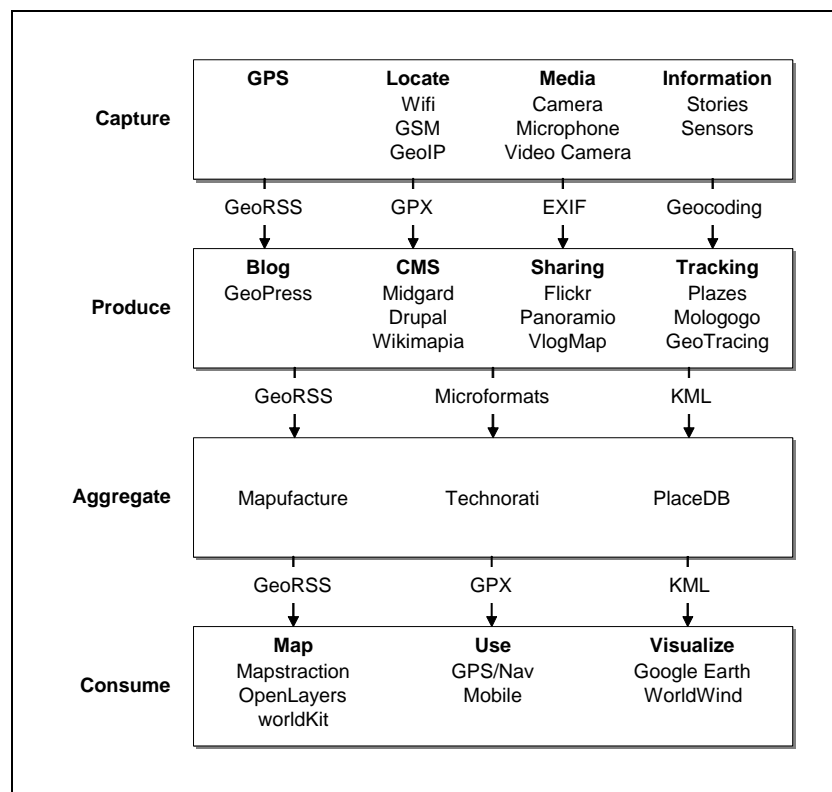 GPS Locate Media Information
Capture Wifi Camera Stories
GSM Microphone Sensors
GeoIP Video Camera
GeoRSS GPX EXIF Geocoding
Blog CMS Sharing Tracking
GeoPress Midgard Flickr Plazes
Produce Drupal Panoramio Mologogo
Wikimapia VlogMap GeoTracing
GeoRSS Microformats KML
Aggregate Mapufacture Technorati PlaceDB
GeoRSS GPX KML
Map Use Visualize
Mapstraction GPS/Nav Google Earth
Consume OpenLayers Mobile WorldWind
worldKit